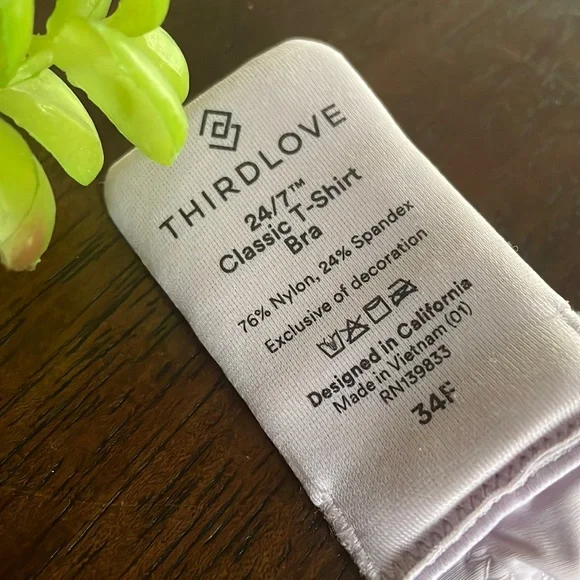 THIRDLOVE
24/7™
Classic T-Shirt
Bra
76% Nylon, 24% Spandex
Exclusive of decoration
Designed in California
Made in Vietnam (01)
RN139833
34F